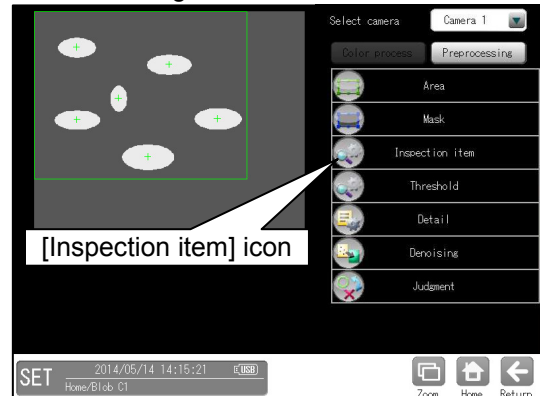 Select camera
Camera 1
Color process
Preprocessing
Area
Mask
Inspection item
Threshold
Detail
Denoising
Judgment
[Inspection item] icon
SET
2014/05/14 14:15:21
USB
Home/Blob C1
Zoom
Home
Return